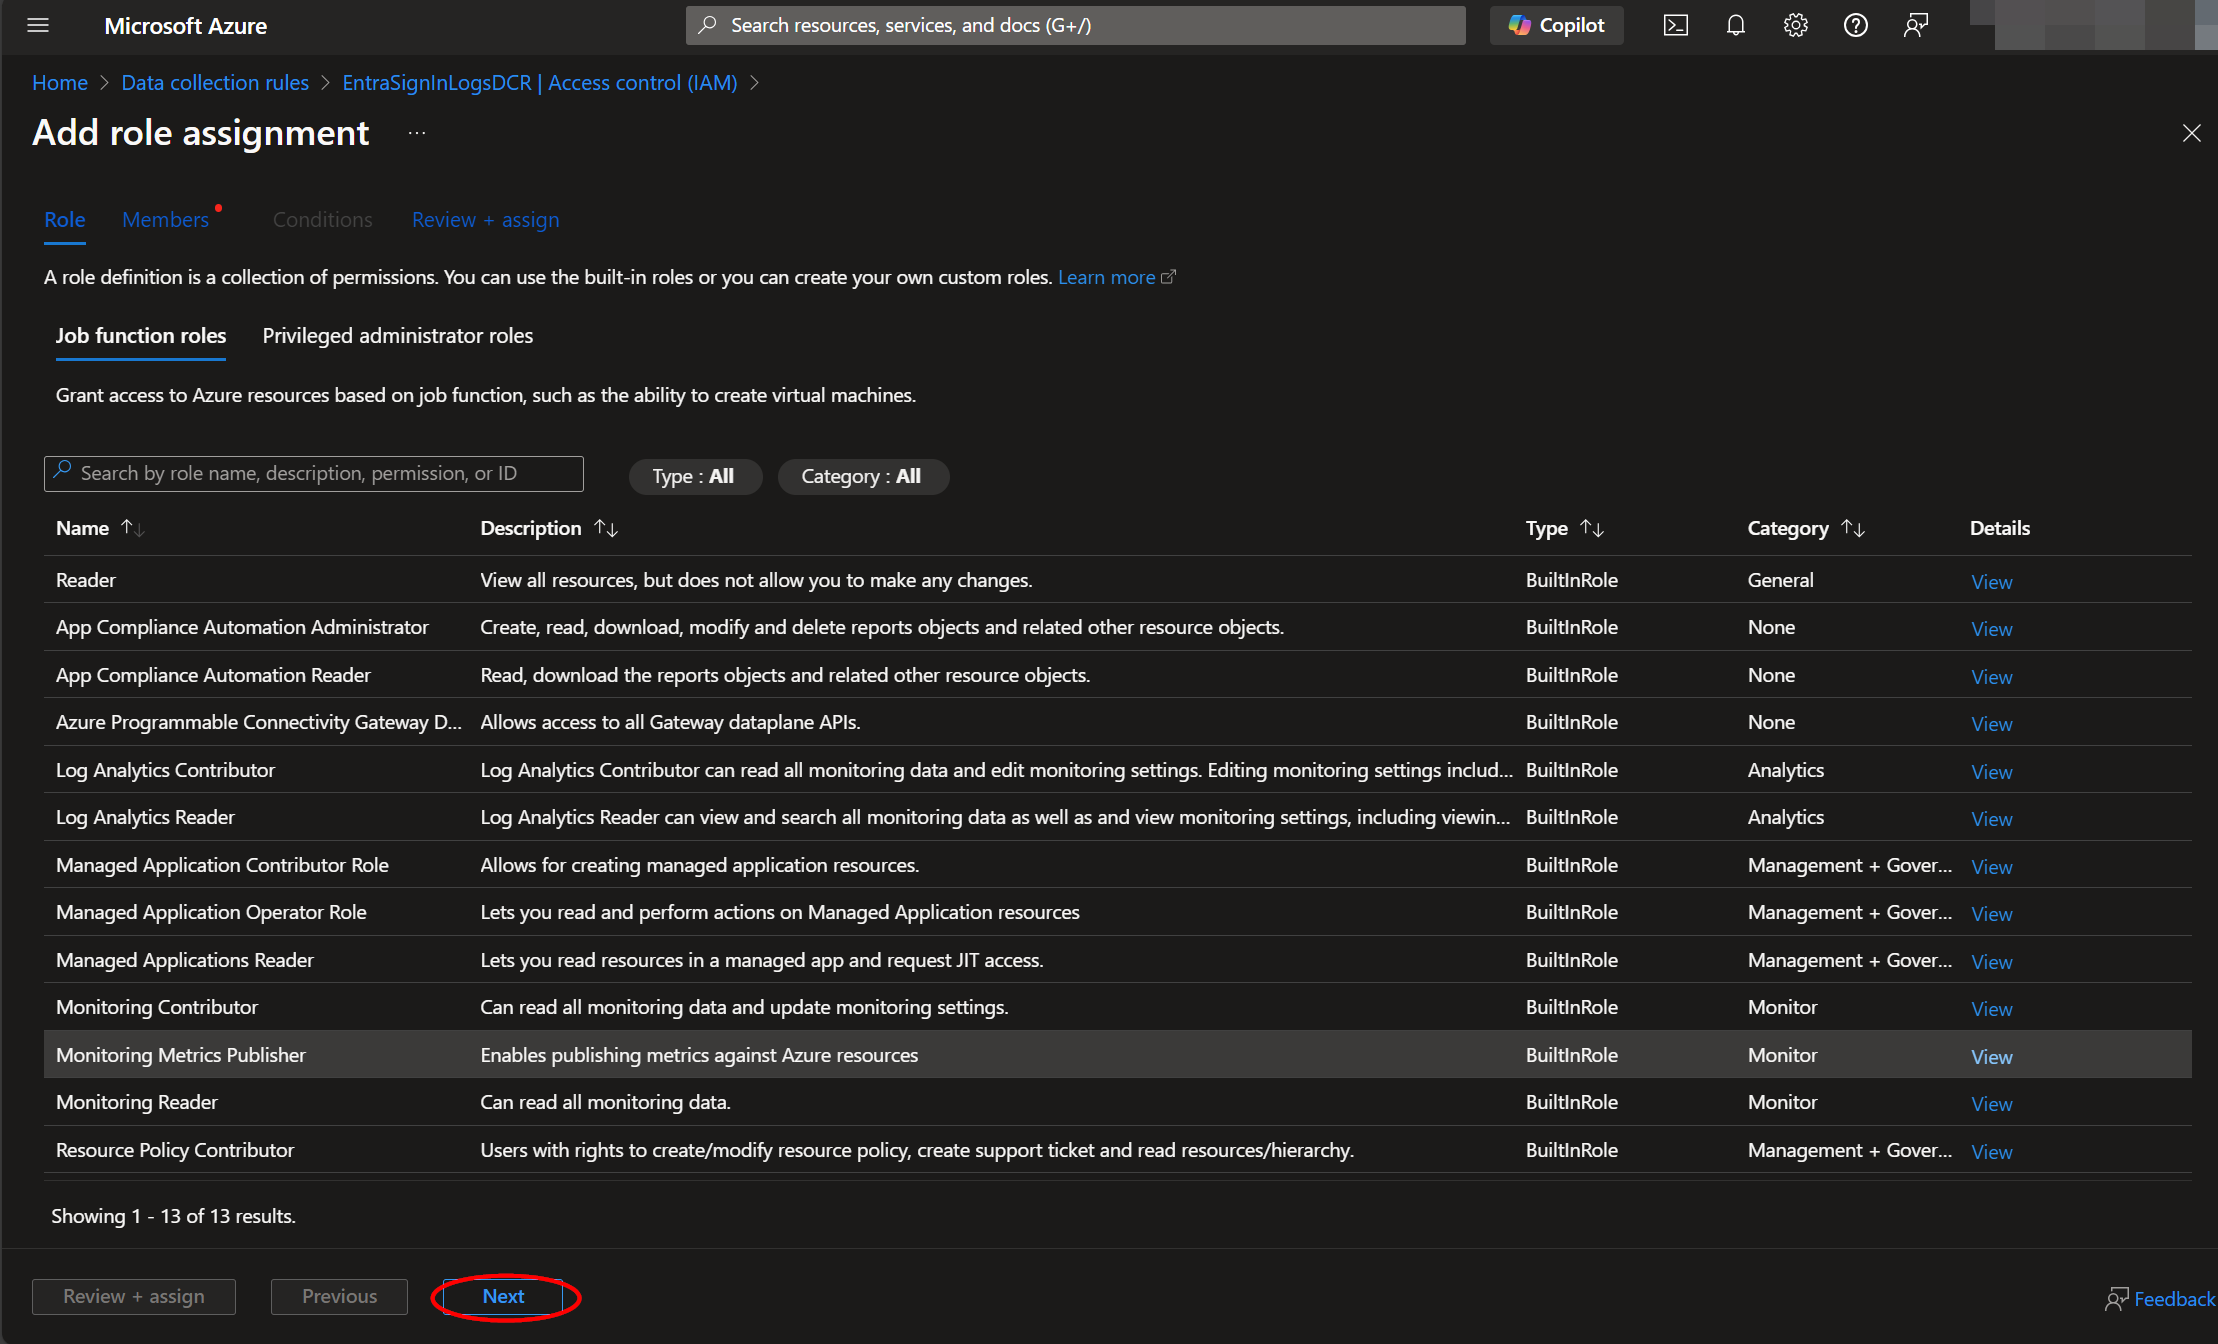 Microsoft Azure
Search resources, services, and docs (G+/)
Copilot
Home > Data collection rules > EntraSignInLogsDCR | Access control (IAM) >
Add role assignment ...
Role Members Conditions Review + assign
A role definition is a collection of permissions. You can use the built-in roles or you can create your own custom roles. Learn more
Job function roles Privileged administrator roles
Grant access to Azure resources based on job function, such as the ability to create virtual machines.
Search by role name, description, permission, or ID Type : All Category : All
Name Description Type Category Details
Reader View all resources, but does not allow you to make any changes. BuiltInRole General View
App Compliance Automation Administrator Create, read, download, modify and delete reports objects and related other resource objects. BuiltInRole None View
App Compliance Automation Reader Read, download the reports objects and related other resource objects. BuiltInRole None View
Azure Programmable Connectivity Gateway D... Allows access to all Gateway dataplane APIs. BuiltInRole None View
Log Analytics Contributor Log Analytics Contributor can read all monitoring data and edit monitoring settings. Editing monitoring settings includ... BuiltInRole Analytics View
Log Analytics Reader Log Analytics Reader can view and search all monitoring data as well as and view monitoring settings, including viewin... BuiltInRole Analytics View
Managed Application Contributor Role Allows for creating managed application resources. BuiltInRole Management + Gover... View
Managed Application Operator Role Lets you read and perform actions on Managed Application resources BuiltInRole Management + Gover... View
Managed Applications Reader Lets you read resources in a managed app and request JIT access. BuiltInRole Management + Gover... View
Monitoring Contributor Can read all monitoring data and update monitoring settings. BuiltInRole Monitor View
Monitoring Metrics Publisher Enables publishing metrics against Azure resources BuiltInRole Monitor View
Monitoring Reader Can read all monitoring data. BuiltInRole Monitor View
Resource Policy Contributor Users with rights to create/modify resource policy, create support ticket and read resources/hierarchy. BuiltInRole Management + Gover... View
Showing 1 - 13 of 13 results.
Review + assign Previous Next Feedback